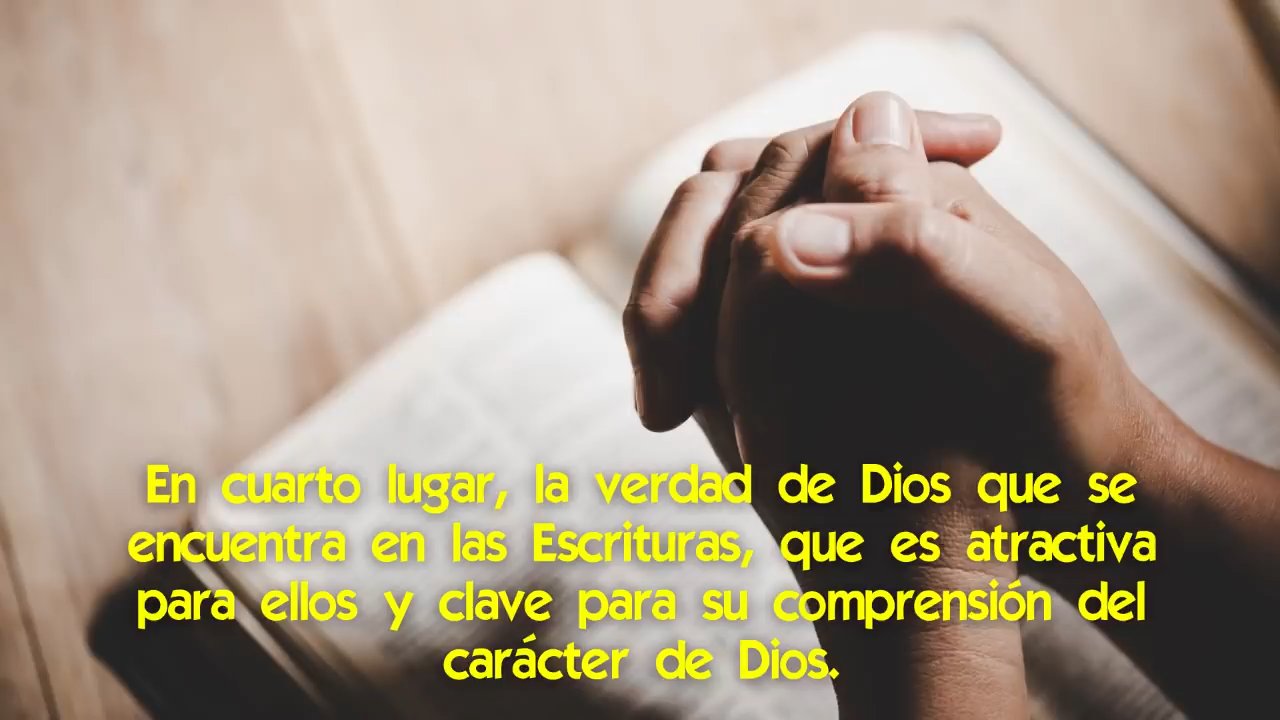 En cuarto lugar, la verdad de Dios que se
encuentra en las Escrituras, que es atractiva
para ellos y clave para su comprensión del
carácter de Dios.